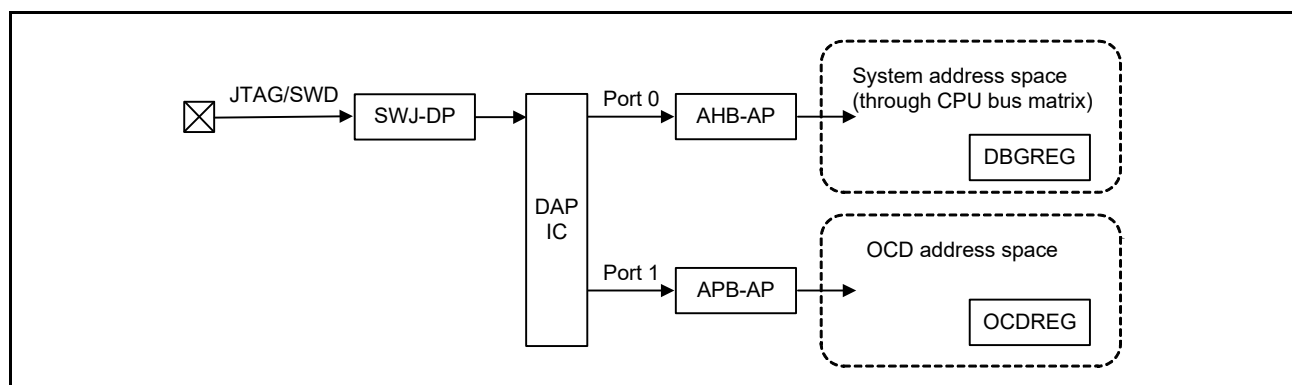 JTAG/SWD
SWJ-DP
DAP
IC
Port 0
AHB-AP
System address space
(through CPU bus matrix)
DBGREG
Port 1
APB-AP
OCD address space
OCDREG